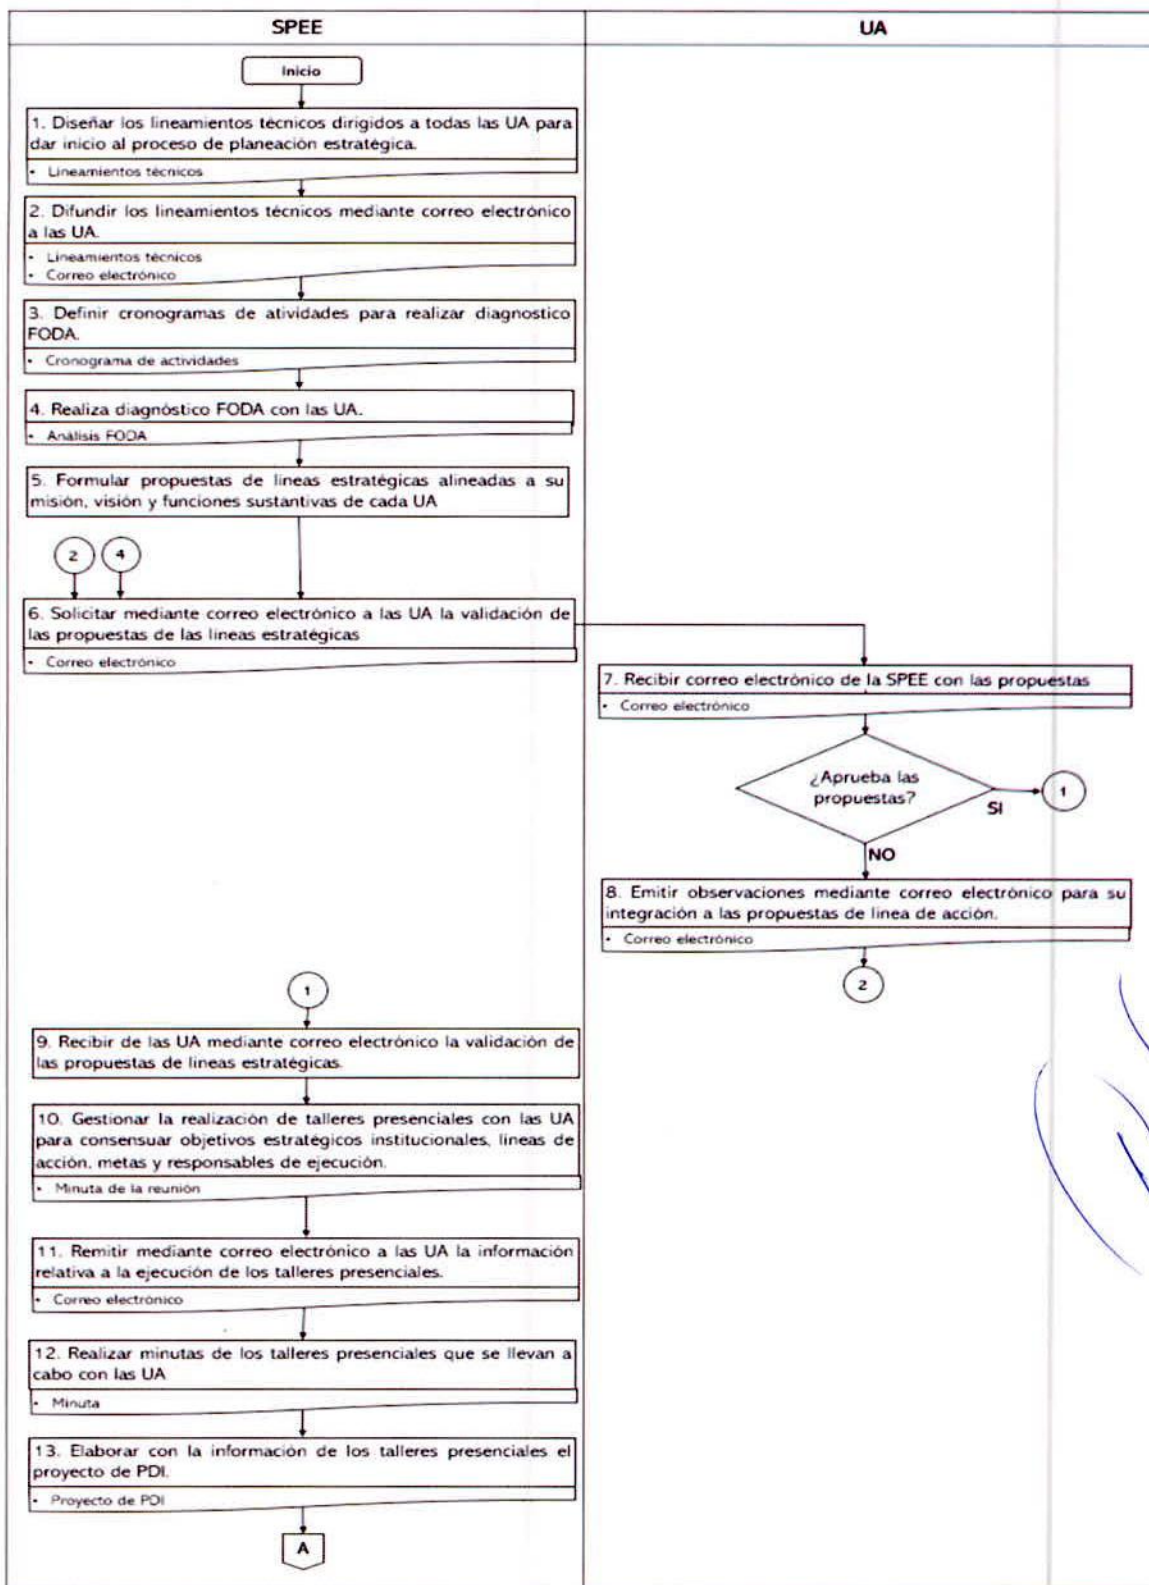 SPEE
UA
Inicio
1. Diseñar los lineamientos técnicos dirigidos a todas las UA para
dar inicio al proceso de planeación estratégica.
• Lineamientos técnicos
2. Difundir los lineamientos técnicos mediante correo electrónico
a las UA.
• Lineamientos técnicos
• Correo electrónico
3. Definir cronogramas de atividades para realizar diagnostico
FODA.
• Cronograma de actividades
4. Realiza diagnóstico FODA con las UA.
• Análisis FODA
5. Formular propuestas de lineas estratégicas alineadas a su
misión, visión y funciones sustantivas de cada UA
2
4
6. Solicitar mediante correo electrónico a las UA la validación de
las propuestas de las lineas estratégicas
• Correo electrónico
7. Recibir correo electrónico de la SPEE con las propuestas
• Correo electrónico
¿Aprueba las
propuestas?
SI
1
NO
8. Emitir observaciones mediante correo electrónico para su
integración a las propuestas de linea de acción.
• Correo electrónico
2
1
9. Recibir de las UA mediante correo electrónico la validación de
las propuestas de lineas estratégicas.
10. Gestionar la realización de talleres presenciales con las UA
para consensuar objetivos estratégicos institucionales, lineas de
acción, metas y responsables de ejecución.
• Minuta de la reunión
11. Remitir mediante correo electrónico a las UA la información
relativa a la ejecución de los talleres presenciales.
• Correo electrónico
12. Realizar minutas de los talleres presenciales que se llevan a
cabo con las UA
• Minuta
13. Elaborar con la información de los talleres presenciales el
proyecto de PDI.
• Proyecto de PDI
A